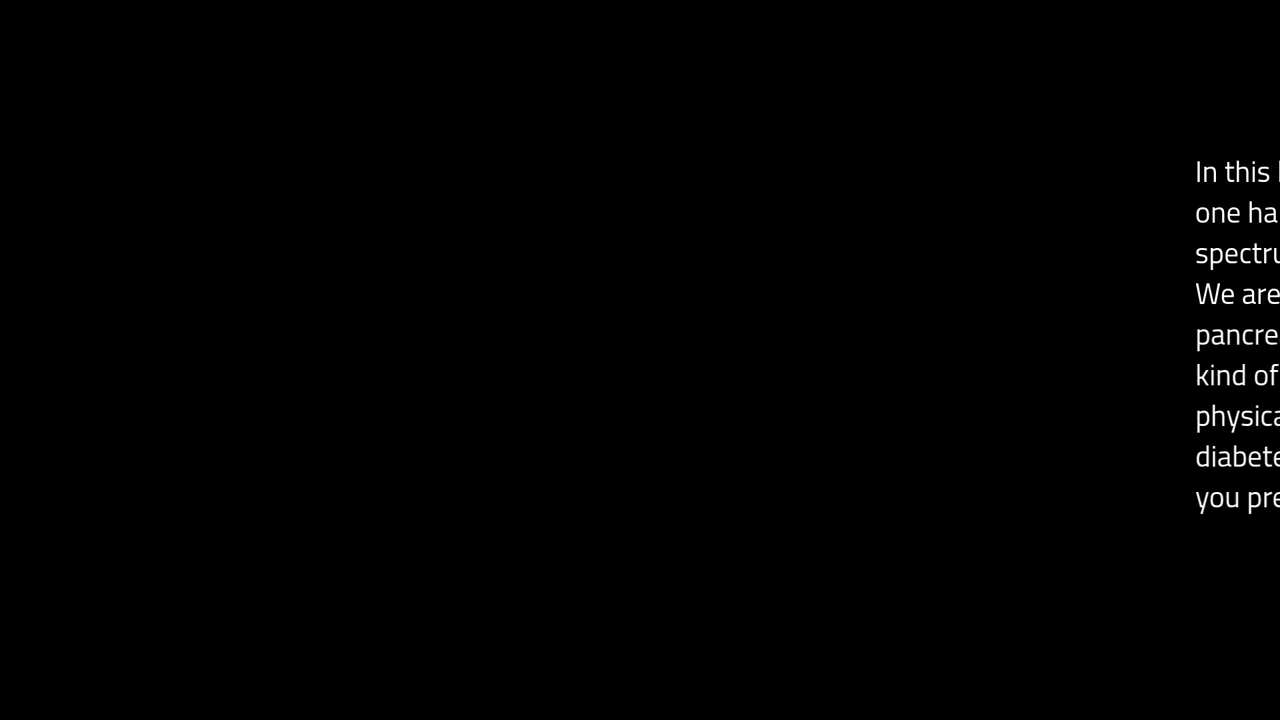 In this
one ha
spectru
We are
pancre
kind of
physica
diabete
you pre